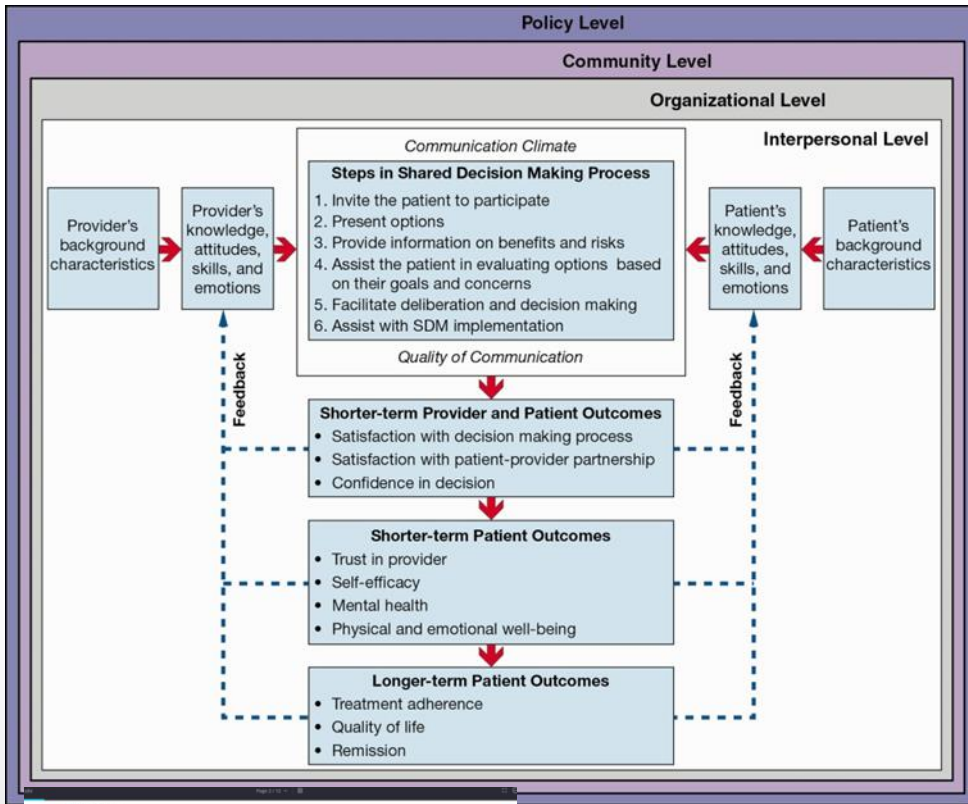 Policy Level
Community Level
Organizational Level
Interpersonal Level
Communication Climate
Steps in Shared Decision Making Process
1. Invite the patient to participate
2. Present options
3. Provide information on benefits and risks
4. Assist the patient in evaluating options based
on their goals and concerns
5. Facilitate deliberation and decision making
6. Assist with SDM implementation
Quality of Communication
Provider's
background
characteristics
Provider's
knowledge,
attitudes,
skills, and
emotions
Patient's
knowledge,
attitudes,
skills, and
emotions
Patient's
background
characteristics
Feedback
Feedback
Shorter-term Provider and Patient Outcomes
• Satisfaction with decision making process
• Satisfaction with patient-provider partnership
• Confidence in decision
Shorter-term Patient Outcomes
• Trust in provider
• Self-efficacy
• Mental health
• Physical and emotional well-being
Longer-term Patient Outcomes
• Treatment adherence
• Quality of life
• Remission